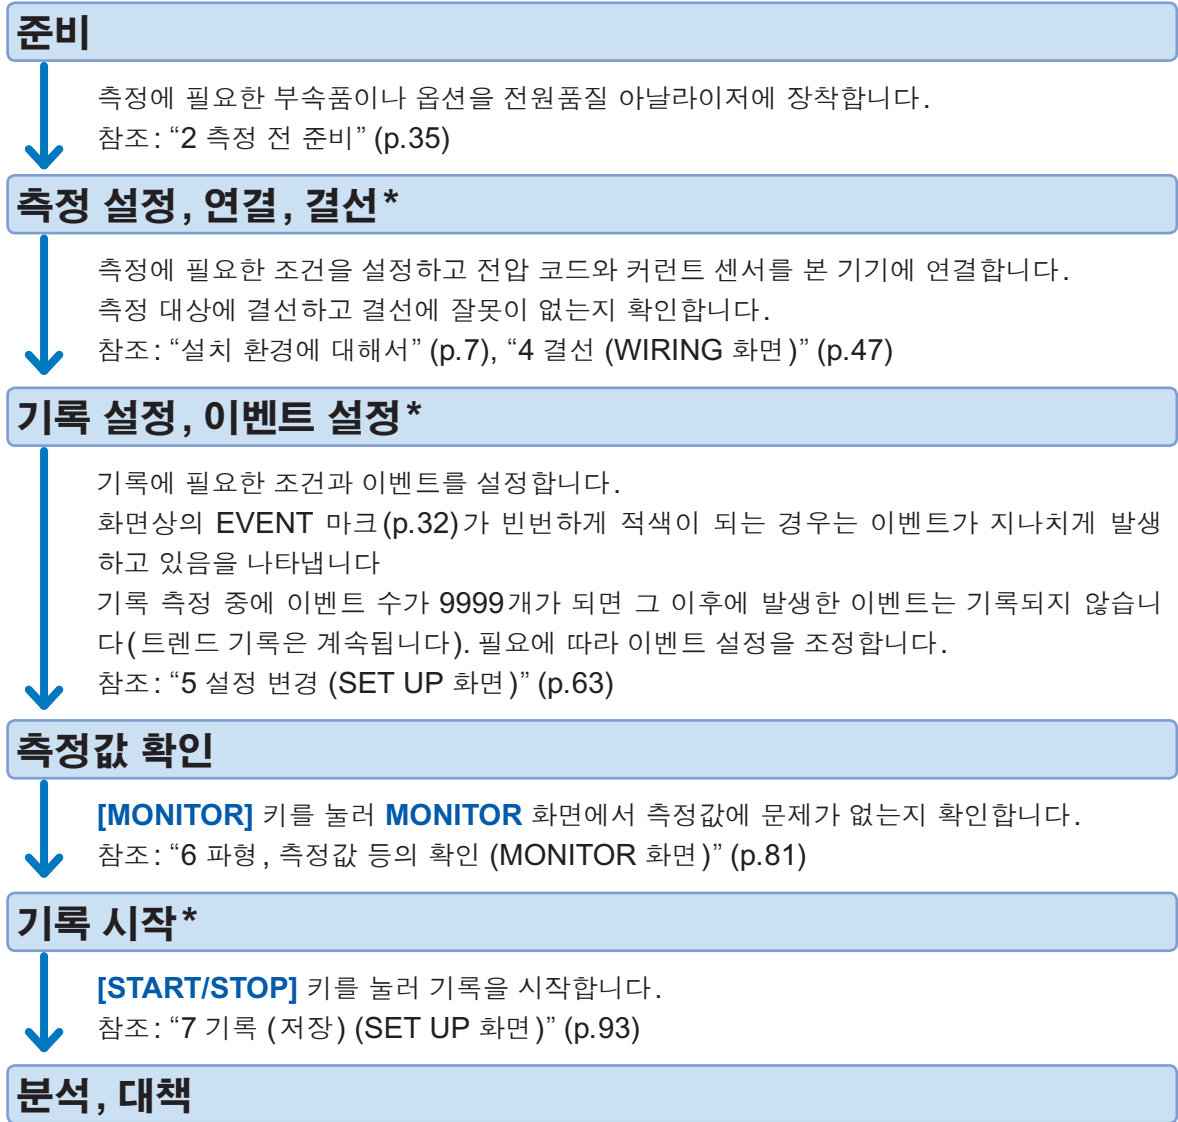 준비
측정에 필요한 부속품이나 옵션을 전원품질 아날라이저에 장착합니다.
참조: “2 측정 전 준비” (p.35)
측정 설정, 연결, 결선*
측정에 필요한 조건을 설정하고 전압 코드와 커런트 센서를 본 기기에 연결합니다.
측정 대상에 결선하고 결선에 잘못이 없는지 확인합니다.
참조: “설치 환경에 대해서” (p.7), “4 결선 (WIRING 화면)” (p.47)
기록 설정, 이벤트 설정*
기록에 필요한 조건과 이벤트를 설정합니다.
화면상의 EVENT 마크(p.32)가 빈번하게 적색이 되는 경우는 이벤트가 지나치게 발생
하고 있음을 나타냅니다
기록 측정 중에 이벤트 수가 9999개가 되면 그 이후에 발생한 이벤트는 기록되지 않습니
다(트렌드 기록은 계속됩니다). 필요에 따라 이벤트 설정을 조정합니다.
참조: “5 설정 변경 (SET UP 화면)” (p.63)
측정값 확인
[MONITOR] 키를 눌러 MONITOR 화면에서 측정값에 문제가 없는지 확인합니다.
참조: “6 파형, 측정값 등의 확인 (MONITOR 화면)” (p.81)
기록 시작*
[START/STOP] 키를 눌러 기록을 시작합니다.
참조: “7 기록 (저장) (SET UP 화면)” (p.93)
분석, 대책